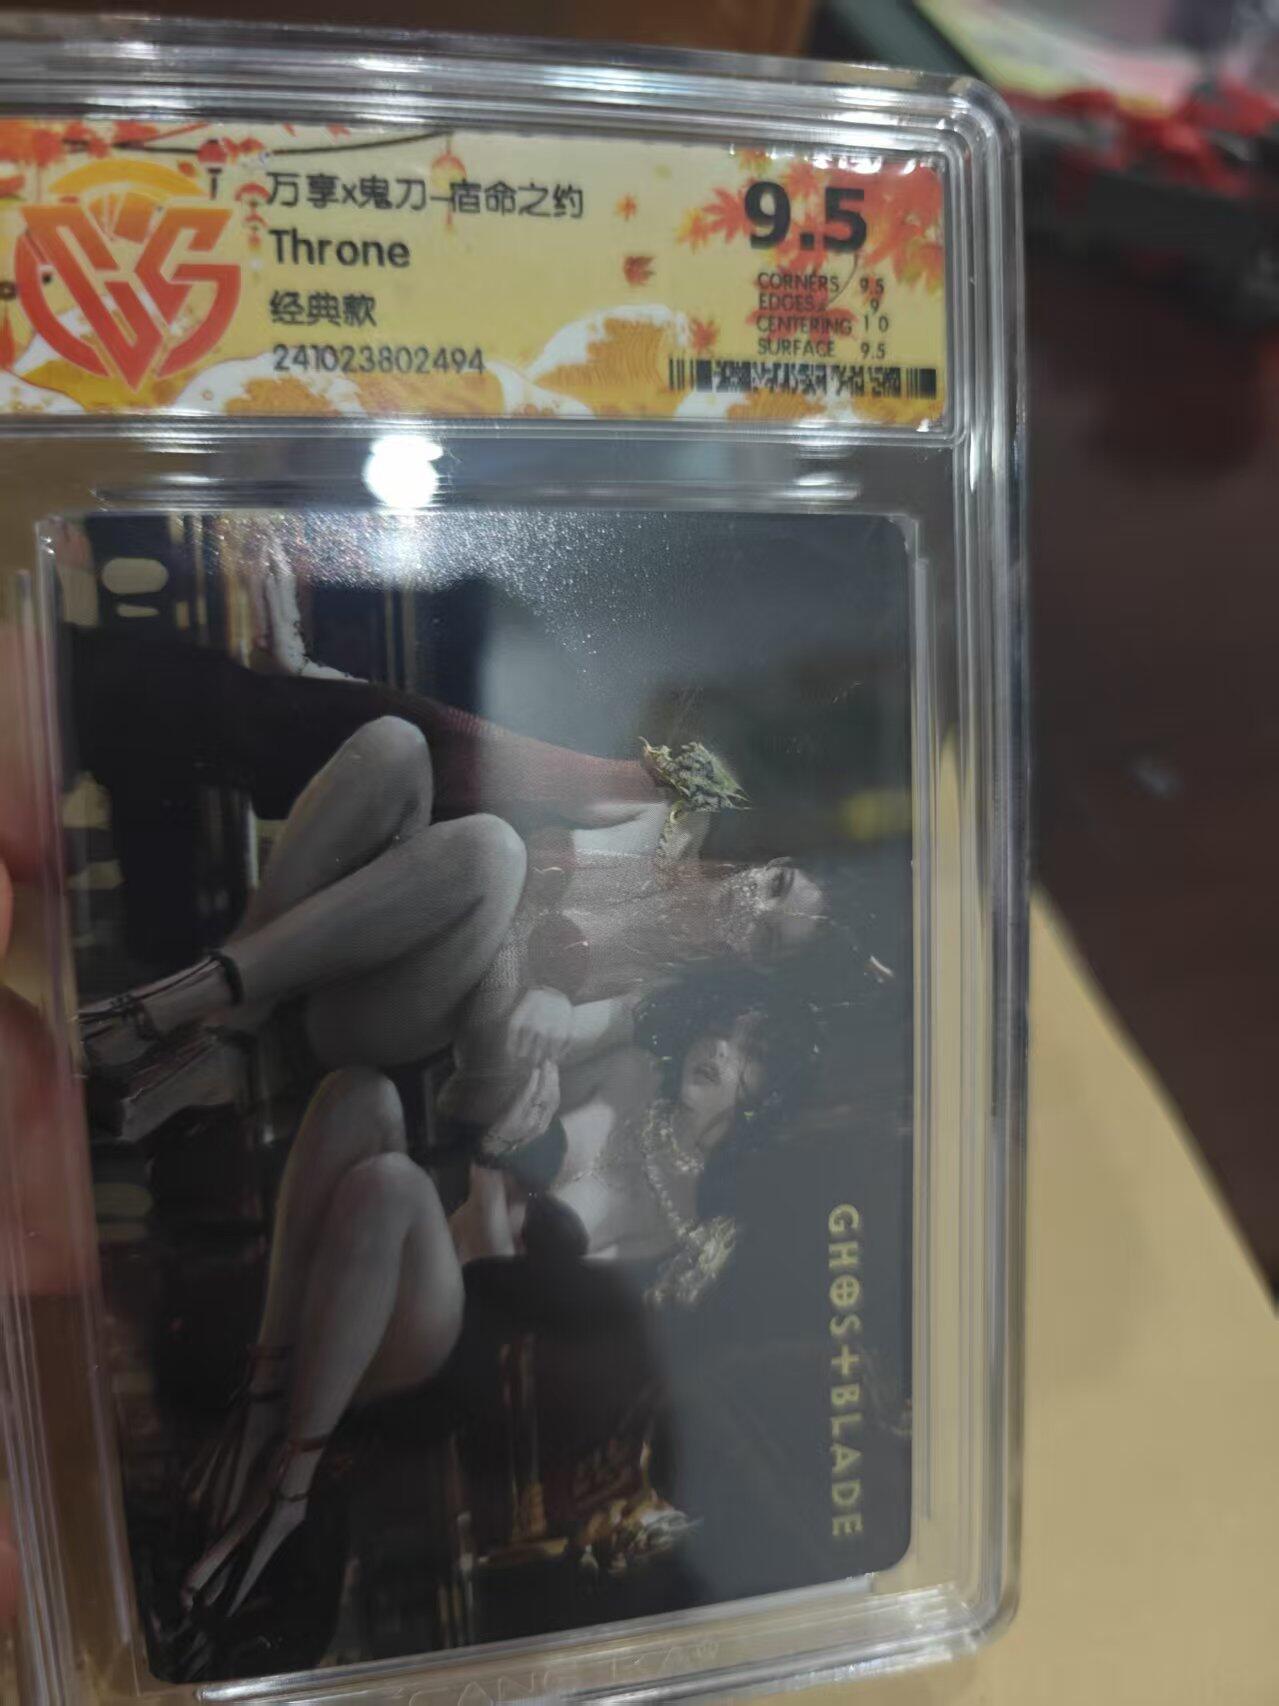 万享x鬼刀-宿命之约
Throne
经典款
241023802494
9.5
CORNERS 9.5
EDGES 9
CENTERING 10
SURFACE 9.5
GHOS+BLADE